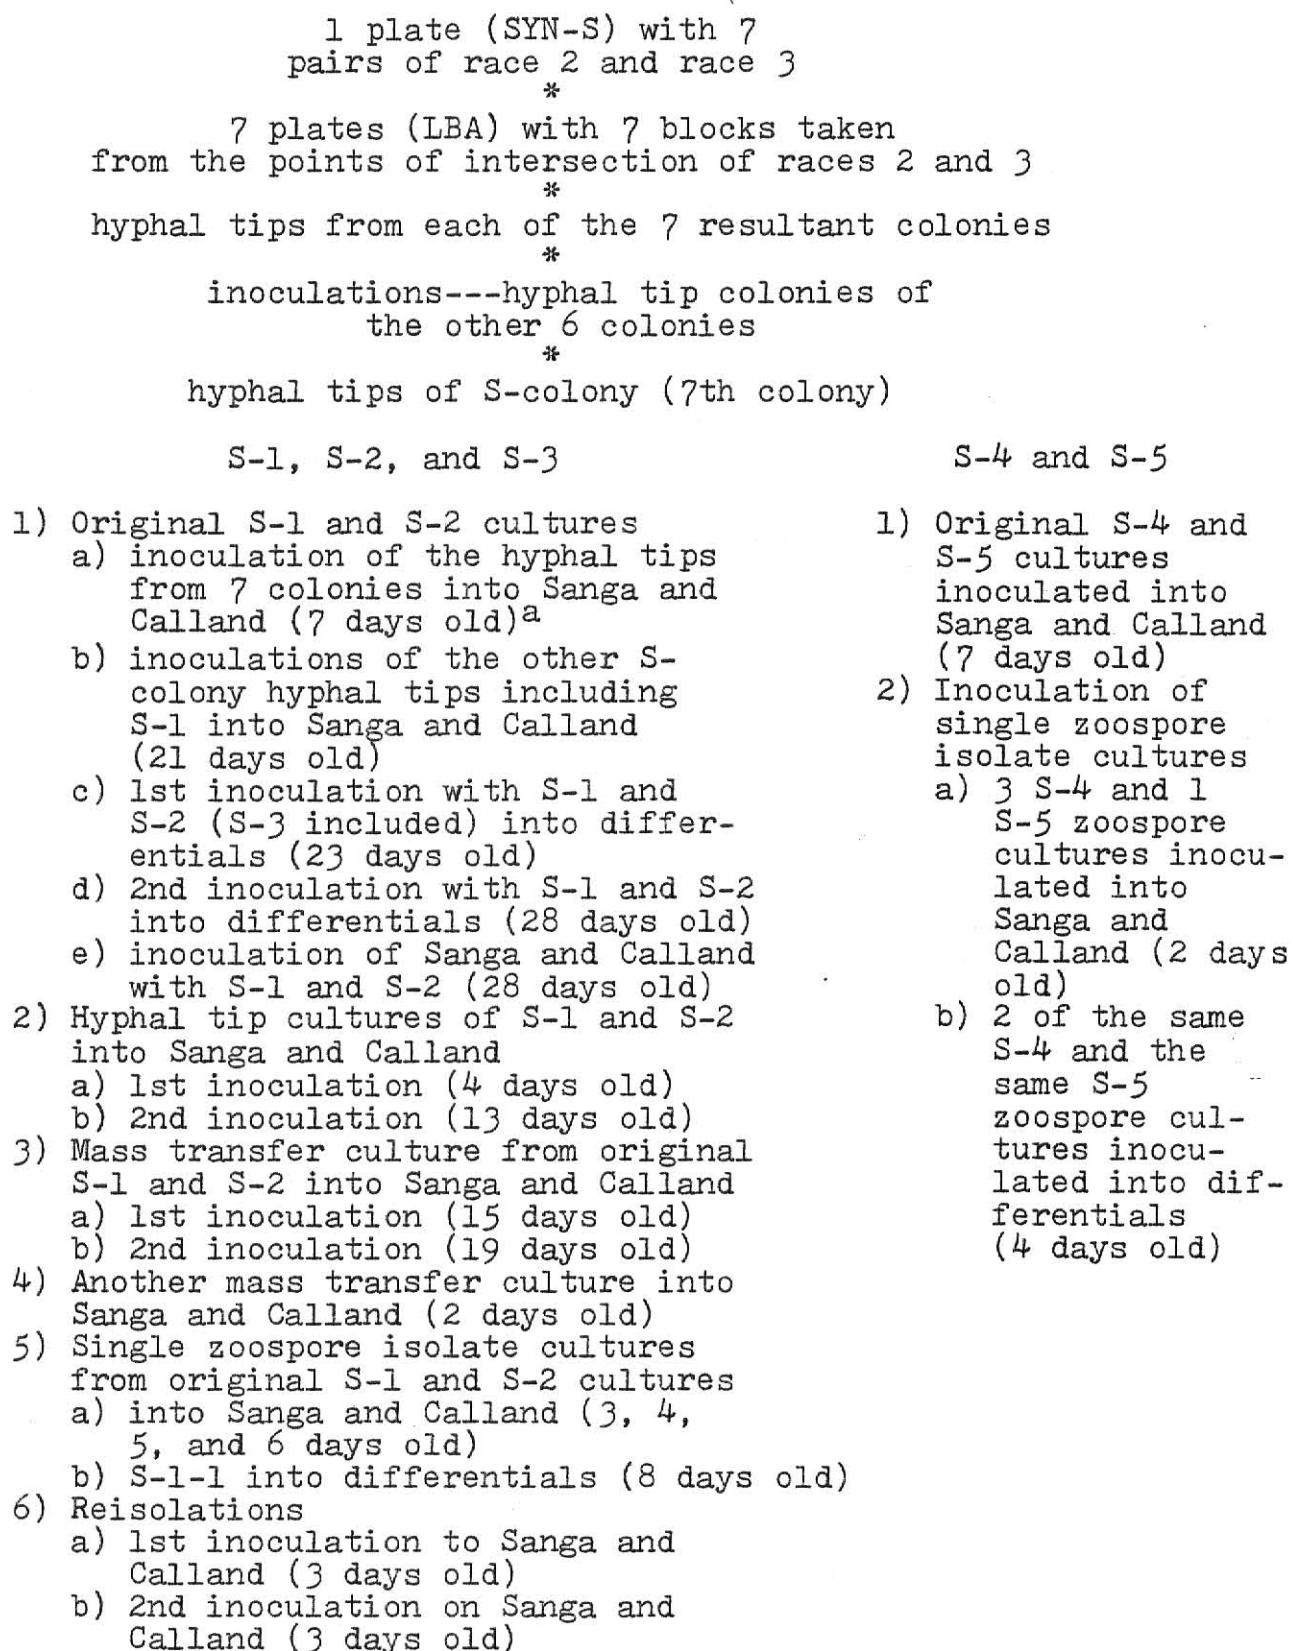 1 plate (SYN-S) with 7
pairs of race 2 and race 3
*
7 plates (LBA) with 7 blocks taken
from the points of intersection of races 2 and 3
*
hyphal tips from each of the 7 resultant colonies
*
inoculations---hyphal tip colonies of
the other 6 colonies
*
hyphal tips of S-colony (7th colony)
S-1, S-2, and S-3
1) Original S-1 and S-2 cultures
a) inoculation of the hyphal tips
from 7 colonies into Sanga and
Calland (7 days old)a
b) inoculations of the other S-
colony hyphal tips including
S-1 into Sanga and Calland
(21 days old)
c) 1st inoculation with S-1 and
S-2 (S-3 included) into differ-
entials (23 days old)
d) 2nd inoculation with S-1 and S-2
into differentials (28 days old)
e) inoculation of Sanga and Calland
with S-1 and S-2 (28 days old)
2) Hyphal tip cultures of S-1 and S-2
into Sanga and Calland
a) 1st inoculation (4 days old)
b) 2nd inoculation (13 days old)
3) Mass transfer culture from original
S-1 and S-2 into Sanga and Calland
a) 1st inoculation (15 days old)
b) 2nd inoculation (19 days old)
4) Another mass transfer culture into
Sanga and Calland (2 days old)
5) Single zoospore isolate cultures
from original S-1 and S-2 cultures
a) into Sanga and Calland (3, 4,
5, and 6 days old)
b) S-1-1 into differentials (8 days old)
6) Reisolations
a) 1st inoculation to Sanga and
Calland (3 days old)
b) 2nd inoculation on Sanga and
Calland (3 days old)
S-4 and S-5
1) Original S-4 and
S-5 cultures
inoculated into
Sanga and Calland
(7 days old)
2) Inoculation of
single zoospore
isolate cultures
a) 3 S-4 and 1
S-5 zoospore
cultures inocu-
lated into
Sanga and
Calland (2 days
old)
b) 2 of the same
S-4 and the
same S-5
zoospore cul-
tures inocu-
lated into dif-
ferentials
(4 days old)